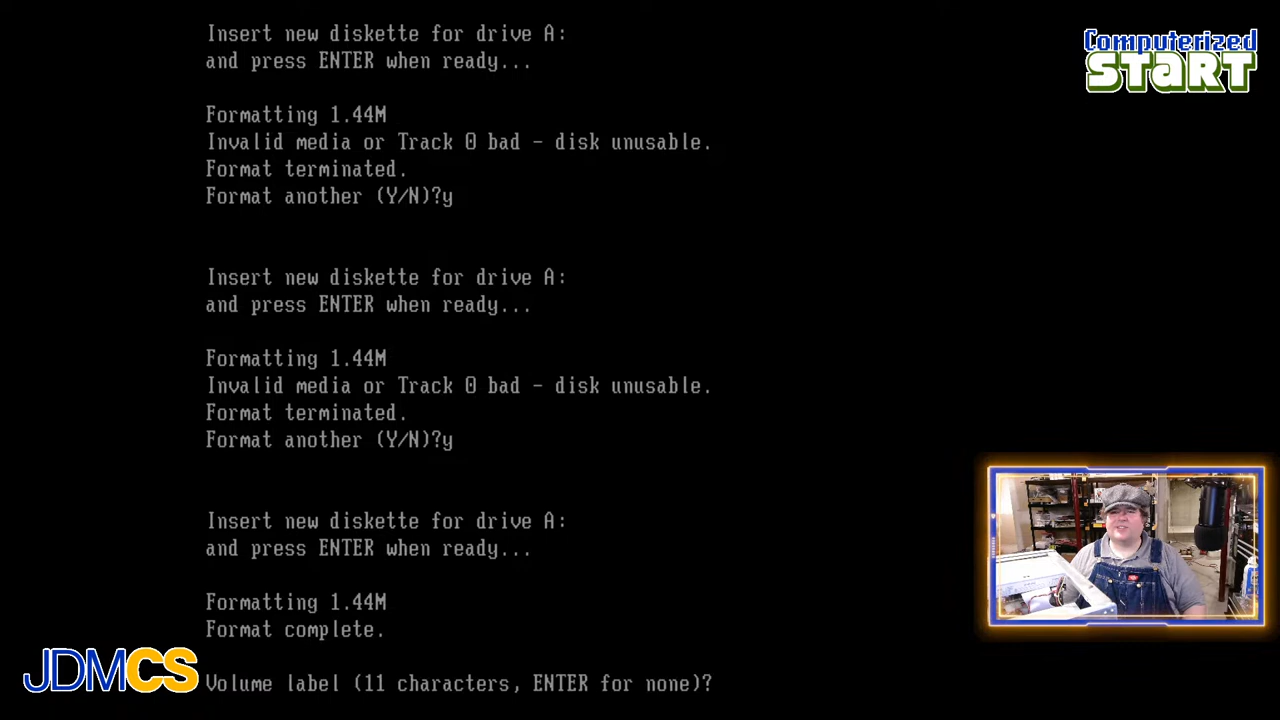 Insert new diskette for drive A:
and press ENTER when ready...
Computerized
START
Formatting 1.44M
Invalid media or Track 0 bad - disk unusable.
Format terminated.
Format another (Y/N)?y
Insert new diskette for drive A:
and press ENTER when ready...
Formatting 1.44M
Invalid media or Track 0 bad - disk unusable.
Format terminated.
Format another (Y/N)?y
Insert new diskette for drive A:
and press ENTER when ready...
Formatting 1.44M
Format complete.
JDMCS
Volume label (11 characters, ENTER for none)?